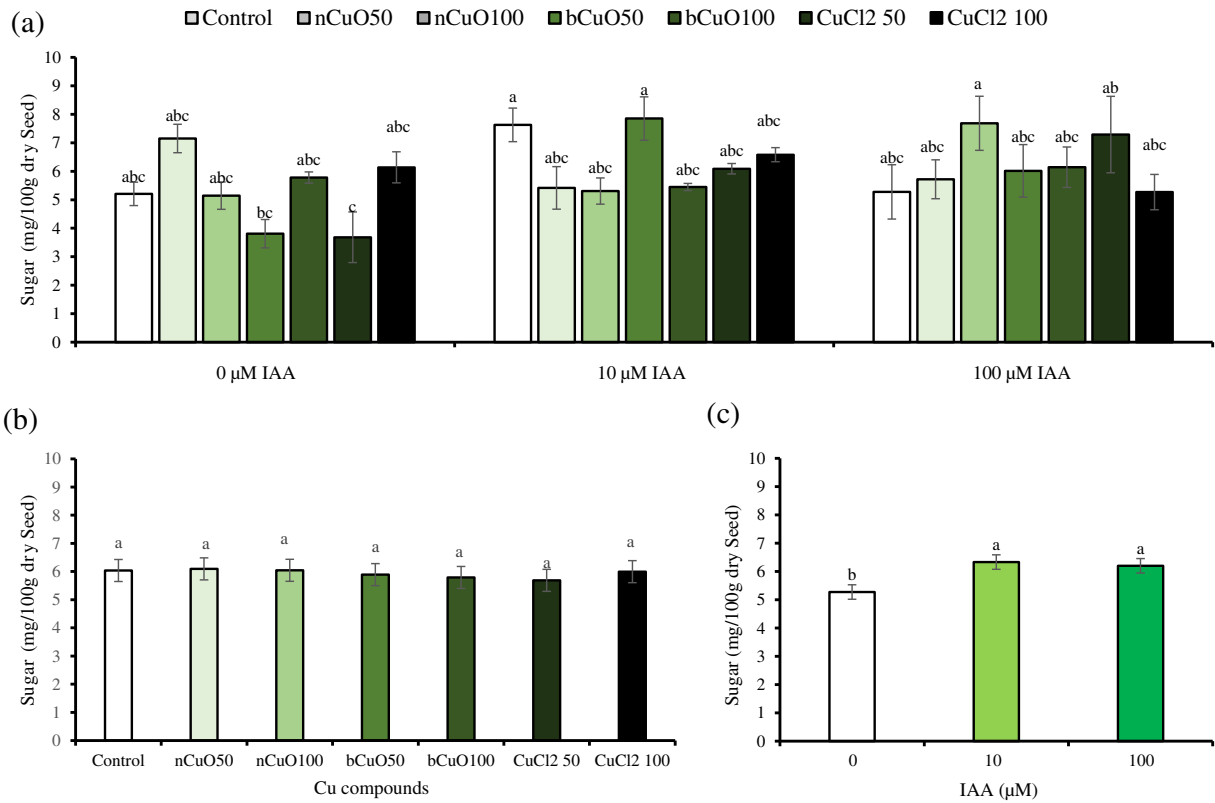 (a)
Control nCuO50 nCuO100 bCuO50 bCuO100 CuCl2 50 CuCl2 100
Sugar (mg/100g dry Seed)
10
9
8
7
6
5
4
3
2
1
0
abc abc abc bc abc c abc
a abc abc a abc abc abc
abc abc a abc abc ab abc
0 µM IAA 10 µM IAA 100 µM IAA
(b)
Sugar (mg/100g dry Seed)
10
9
8
7
6
5
4
3
2
1
0
a a a a a a a
Control nCuO50 nCuO100 bCuO50 bCuO100 CuCl2 50 CuCl2 100
Cu compounds
(c)
Sugar (mg/100g dry Seed)
10
9
8
7
6
5
4
3
2
1
0
b a a
0 10 100
IAA (µM)